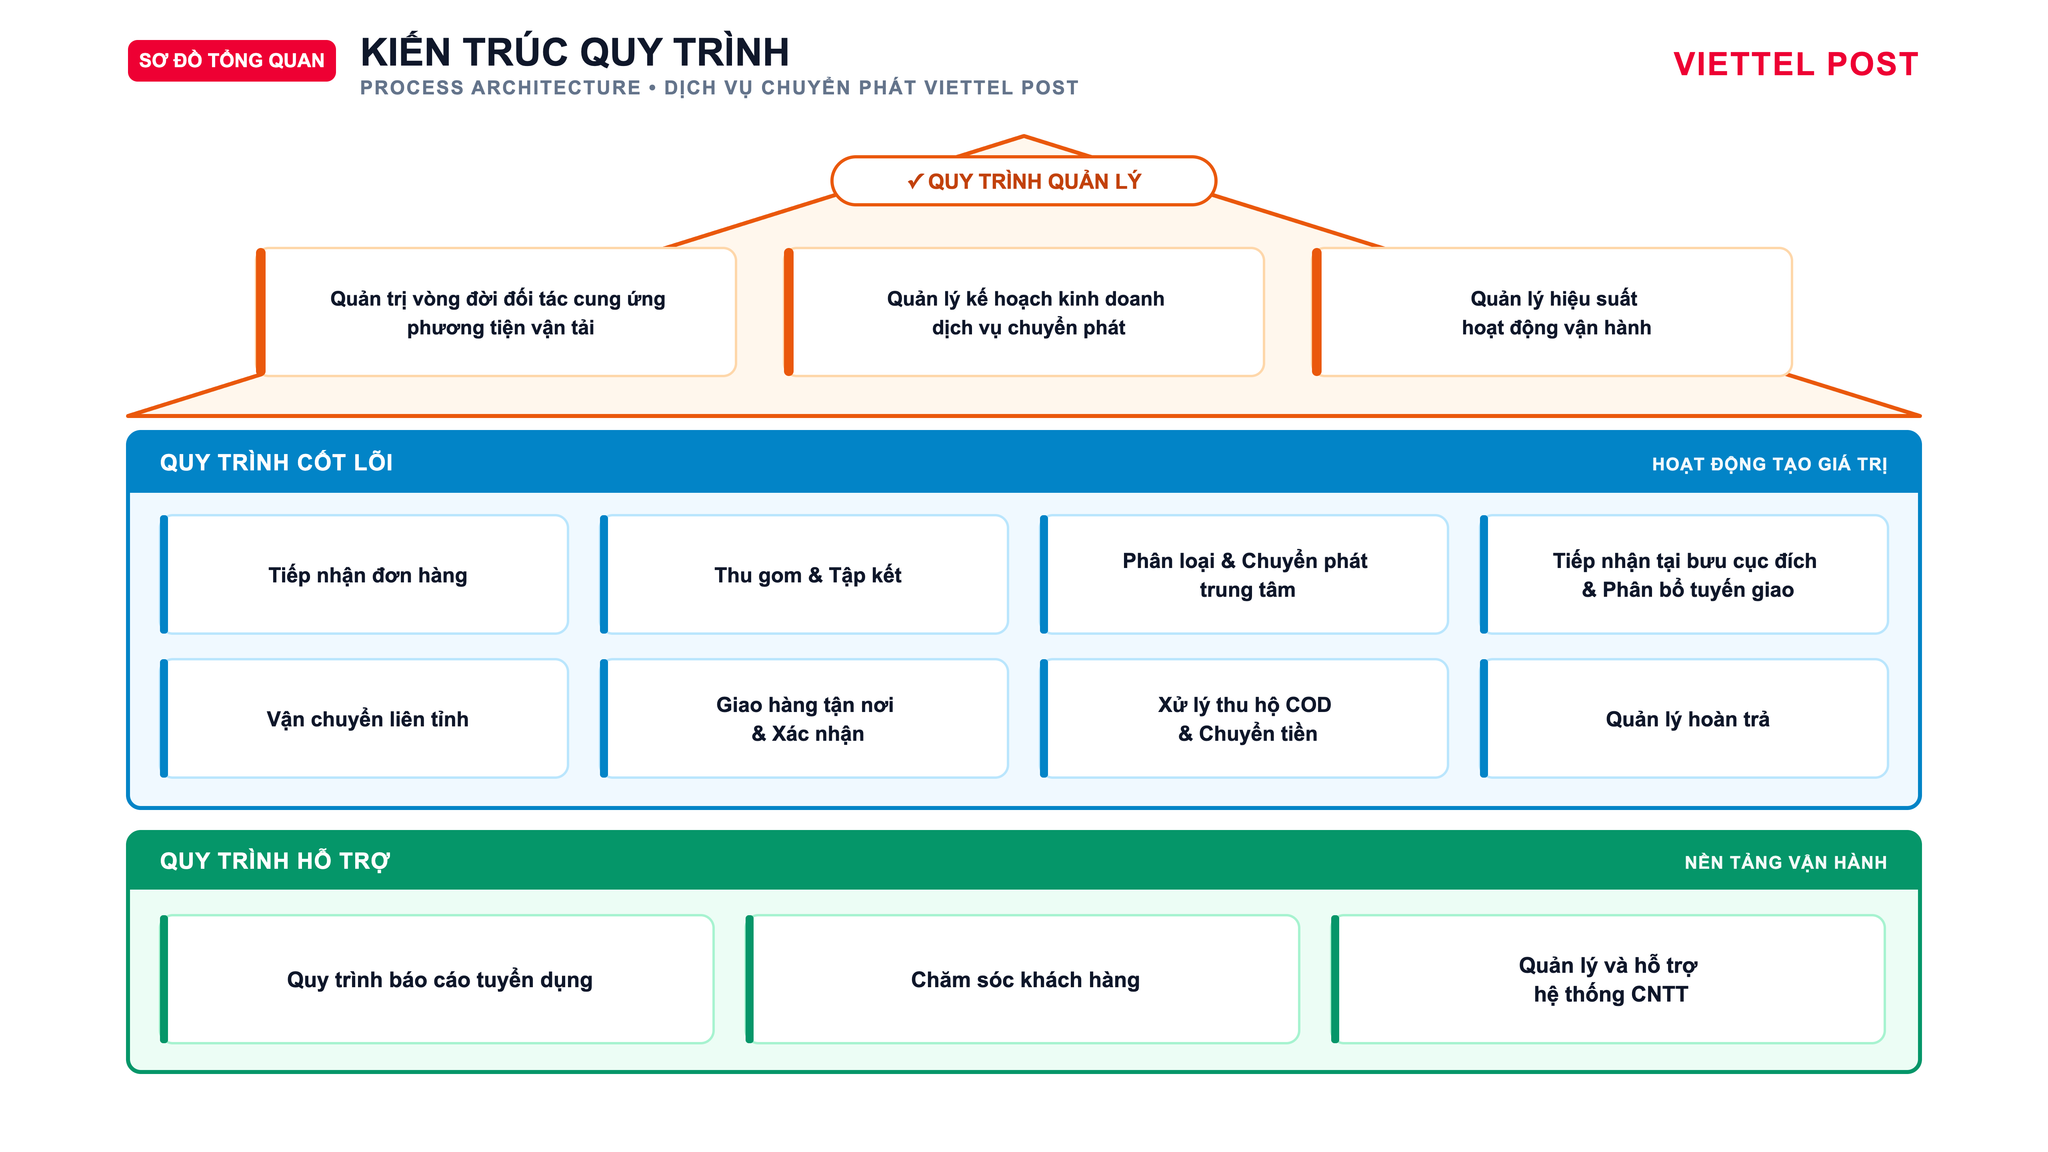 SƠ ĐỒ TỔNG QUAN
KIẾN TRÚC QUY TRÌNH
PROCESS ARCHITECTURE • DỊCH VỤ CHUYỂN PHÁT VIETTEL POST
VIETTEL POST
✓ QUY TRÌNH QUẢN LÝ
Quản trị vòng đời đối tác cung ứng
phương tiện vận tải
Quản lý kế hoạch kinh doanh
dịch vụ chuyển phát
Quản lý hiệu suất
hoạt động vận hành
QUY TRÌNH CỐT LÕI
HOẠT ĐỘNG TẠO GIÁ TRỊ
Tiếp nhận đơn hàng
Thu gom & Tập kết
Phân loại & Chuyển phát
trung tâm
Tiếp nhận tại bưu cục đích
& Phân bổ tuyến giao
Vận chuyển liên tỉnh
Giao hàng tận nơi
& Xác nhận
Xử lý thu hộ COD
& Chuyển tiền
Quản lý hoàn trả
QUY TRÌNH HỖ TRỢ
NỀN TẢNG VẬN HÀNH
Quy trình báo cáo tuyển dụng
Chăm sóc khách hàng
Quản lý và hỗ trợ
hệ thống CNTT